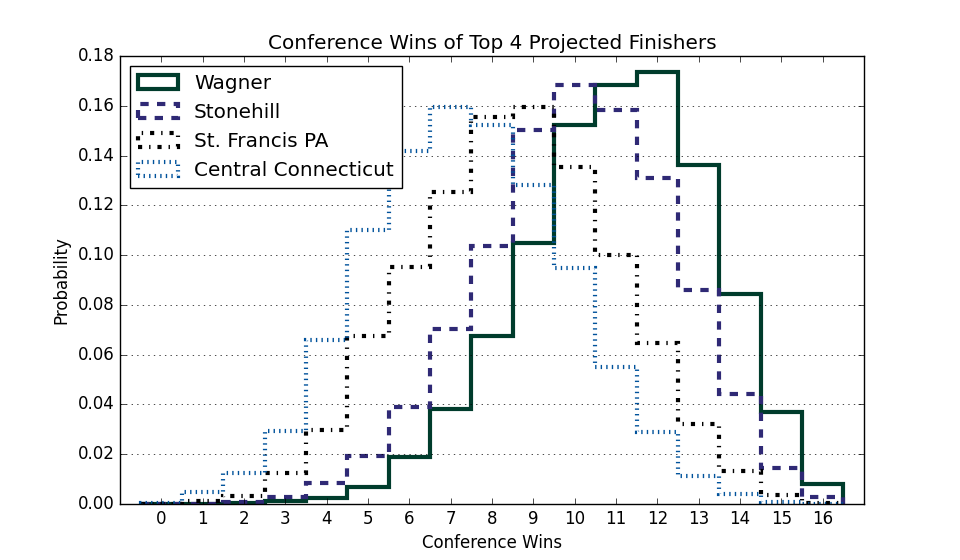 Conference Wins of Top 4 Projected Finishers
Wagner
Stonehill
St. Francis PA
Central Connecticut
Probability
0.18
0.16
0.14
0.12
0.10
0.08
0.06
0.04
0.02
0.00
0 1 2 3 4 5 6 7 8 9 10 11 12 13 14 15 16
Conference Wins